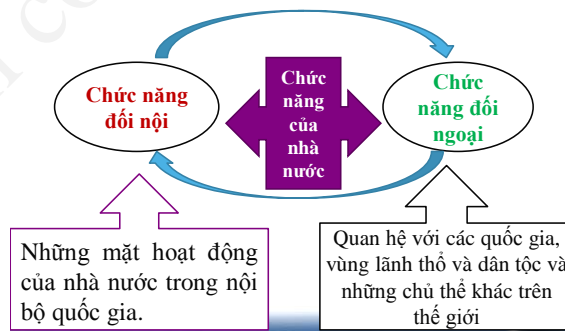 Chức năng
đối nội
Chức
năng
của
nhà
nước
Chức
năng đối
ngoại
Những mặt hoạt động
của nhà nước trong nội
bộ quốc gia.
Quan hệ với các quốc gia,
vùng lãnh thổ và dân tộc và
những chủ thể khác trên
thế giới